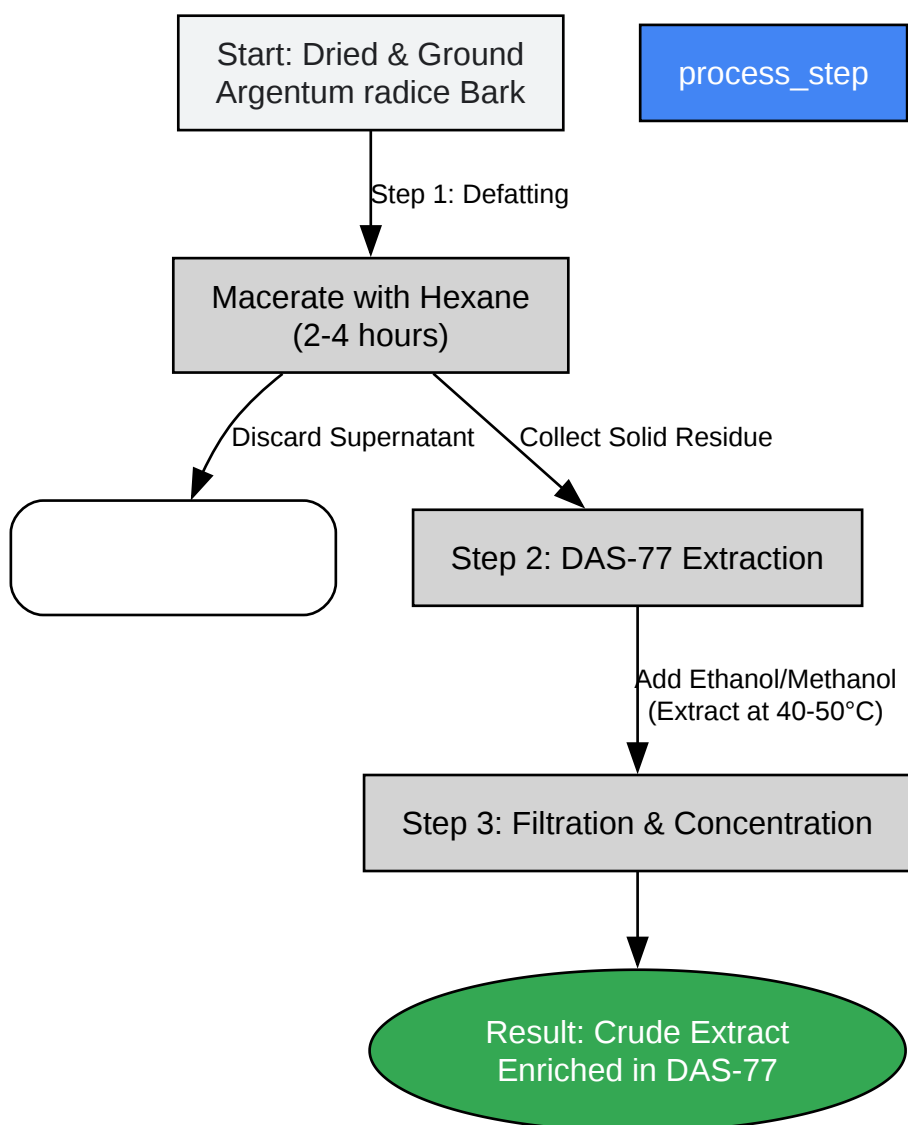 Start: Dried & Ground
Argentum radice Bark
process_step
Step 1: Defatting
Macerate with Hexane
(2-4 hours)
Discard Supernatant
Collect Solid Residue
Step 2: DAS-77 Extraction
Add Ethanol/Methanol
(Extract at 40-50°C)
Step 3: Filtration & Concentration
Result: Crude Extract
Enriched in DAS-77